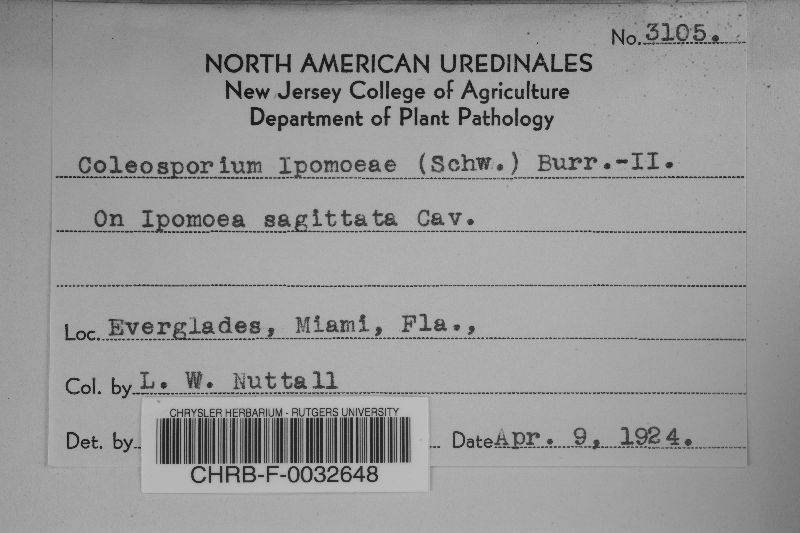 No. 3105.
NORTH AMERICAN UREDINALES
New Jersey College of Agriculture
Department of Plant Pathology
Coleosporium Ipomoeae (Schw.) Burr.-II.
On Ipomoea sagittata Cav.
Loc. Everglades, Miami, Fla.,
Col. by L. W. Nuttall
Det. by Date Apr. 9, 1924.
CHRYSLER HERBARIUM - RUTGERS UNIVERSITY
CHRB-F-0032648